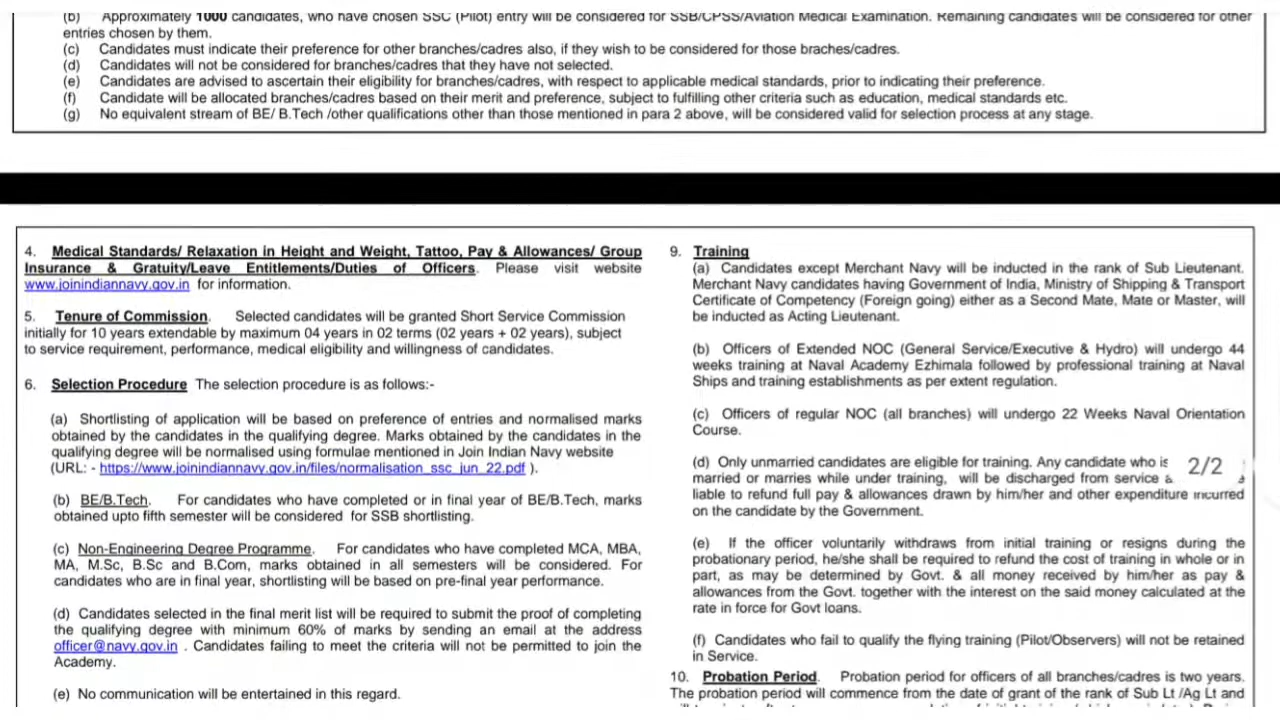 (b) Approximately 1000 candidates, who have chosen SSC (Pilot) entry will be considered for SSB/CPSS/Aviation Medical Examination. Remaining candidates will be considered for other
entries chosen by them.
(c) Candidates must indicate their preference for other branches/cadres also, if they wish to be considered for those braches/cadres.
(d) Candidates will not be considered for branches/cadres that they have not selected.
(e) Candidates are advised to ascertain their eligibility for branches/cadres, with respect to applicable medical standards, prior to indicating their preference.
(f) Candidate will be allocated branches/cadres based on their merit and preference, subject to fulfilling other criteria such as education, medical standards etc.
(g) No equivalent stream of BE/ B.Tech /other qualifications other than those mentioned in para 2 above, will be considered valid for selection process at any stage.
4. Medical Standards/ Relaxation in Height and Weight, Tattoo, Pay & Allowances/ Group
Insurance & Gratuity/Leave Entitlements/Duties of Officers. Please visit website
www.joinindiannavy.gov.in for information.
5. Tenure of Commission. Selected candidates will be granted Short Service Commission
initially for 10 years extendable by maximum 04 years in 02 terms (02 years + 02 years), subject
to service requirement, performance, medical eligibility and willingness of candidates.
6. Selection Procedure The selection procedure is as follows:-
(a) Shortlisting of application will be based on preference of entries and normalised marks
obtained by the candidates in the qualifying degree. Marks obtained by the candidates in the
qualifying degree will be normalised using formulae mentioned in Join Indian Navy website
(URL: - https://www.joinindiannavy.gov.in/files/normalisation_ssc_jun_22.pdf ).
(b) BE/B.Tech. For candidates who have completed or in final year of BE/B.Tech, marks
obtained upto fifth semester will be considered for SSB shortlisting.
(c) Non-Engineering Degree Programme. For candidates who have completed MCA, MBA,
MA, M.Sc, B.Sc and B.Com, marks obtained in all semesters will be considered. For
candidates who are in final year, shortlisting will be based on pre-final year performance.
(d) Candidates selected in the final merit list will be required to submit the proof of completing
the qualifying degree with minimum 60% of marks by sending an email at the address
officer@navy.gov.in . Candidates failing to meet the criteria will not be permitted to join the
Academy.
(e) No communication will be entertained in this regard.
9. Training
(a) Candidates except Merchant Navy will be inducted in the rank of Sub Lieutenant.
Merchant Navy candidates having Government of India, Ministry of Shipping & Transport
Certificate of Competency (Foreign going) either as a Second Mate, Mate or Master, will
be inducted as Acting Lieutenant.
(b) Officers of Extended NOC (General Service/Executive & Hydro) will undergo 44
weeks training at Naval Academy Ezhimala followed by professional training at Naval
Ships and training establishments as per extent regulation.
(c) Officers of regular NOC (all branches) will undergo 22 Weeks Naval Orientation
Course.
(d) Only unmarried candidates are eligible for training. Any candidate who is
married or marries while under training, will be discharged from service
liable to refund full pay & allowances drawn by him/her and other expenditure incurred
on the candidate by the Government.
2/2
(e) If the officer voluntarily withdraws from initial training or resigns during the
probationary period, he/she shall be required to refund the cost of training in whole or in
part, as may be determined by Govt. & all money received by him/her as pay &
allowances from the Govt. together with the interest on the said money calculated at the
rate in force for Govt loans.
(f) Candidates who fail to qualify the flying training (Pilot/Observers) will not be retained
in Service.
10. Probation Period. Probation period for officers of all branches/cadres is two years.
The probation period will commence from the date of grant of the rank of Sub Lt /Ag Lt and